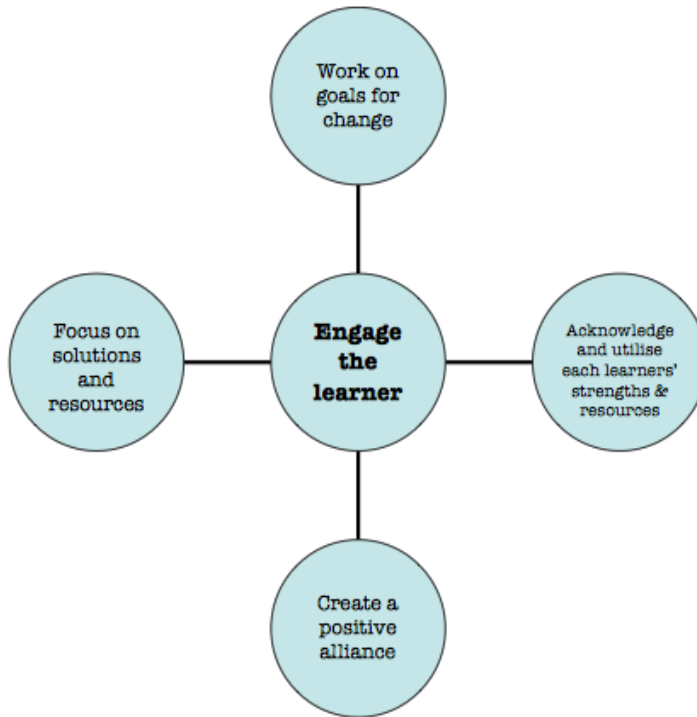 Work on
goals for
change
Focus on
solutions
and
resources
Engage
the
learner
Acknowledge
and utilise
each learners'
strengths &
resources
Create a
positive
alliance